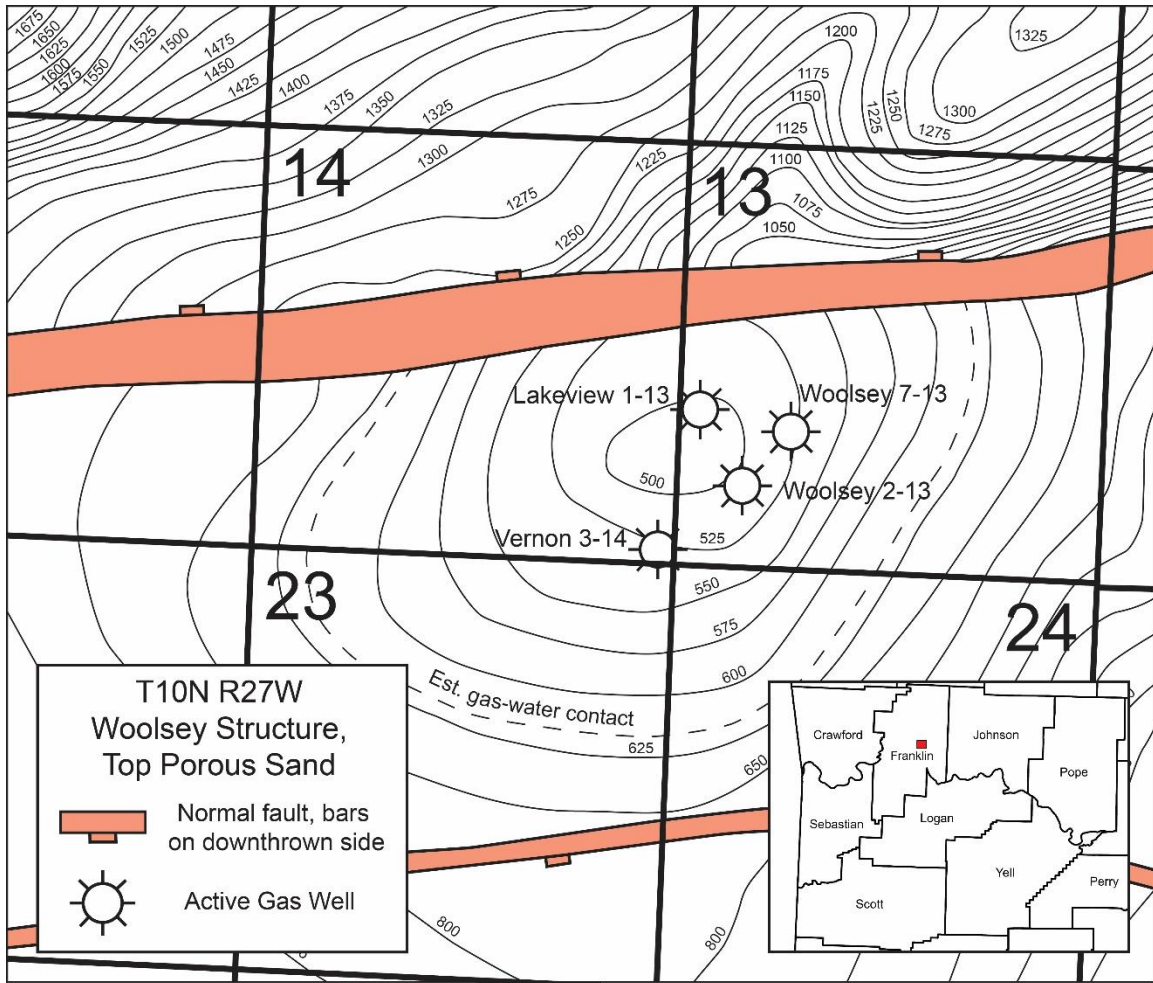 1675
1650
1625
1600
1575
1550
1525
1500
1475
1450
1425
1400
1375
1350
1325
1300
1275
1250
1225
1200
1175
1150
1125
1100
1075
1050
1225
1250
1275
1300
1325
14
13
Lakeview 1-13
Woolsey 7-13
500
Woolsey 2-13
Vernon 3-14
525
550
575
600
23
24
Est. gas-water contact
625
650
800
800
T10N R27W
Woolsey Structure,
Top Porous Sand
Normal fault, bars
on downthrown side
Active Gas Well
Crawford
Franklin
Johnson
Pope
Sebastian
Logan
Yell
Perry
Scott